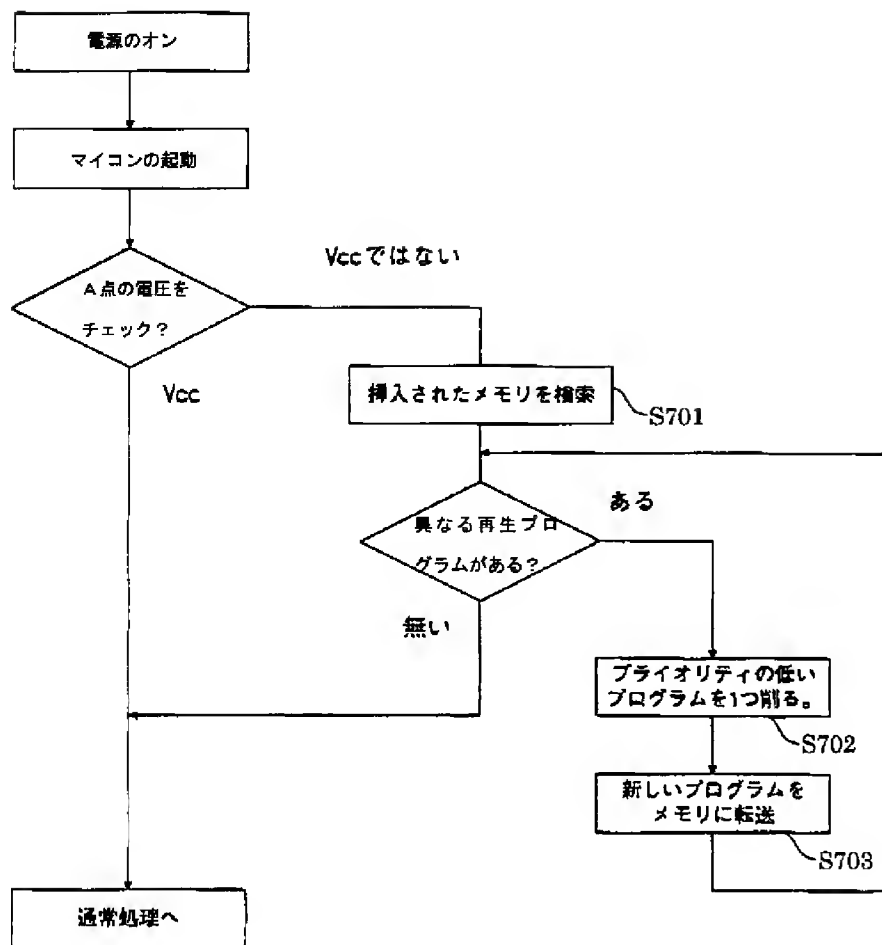 電源のオン
マイコンの起動
A点の電圧を
チェック？
Vccではない
Vcc
挿入されたメモリを検索
S701
異なる再生プロ
グラムがある？
ある
無い
プライオリティの低い
プログラムを1つ削る。
S702
新しいプログラムを
メモリに転送
S703
通常処理へ